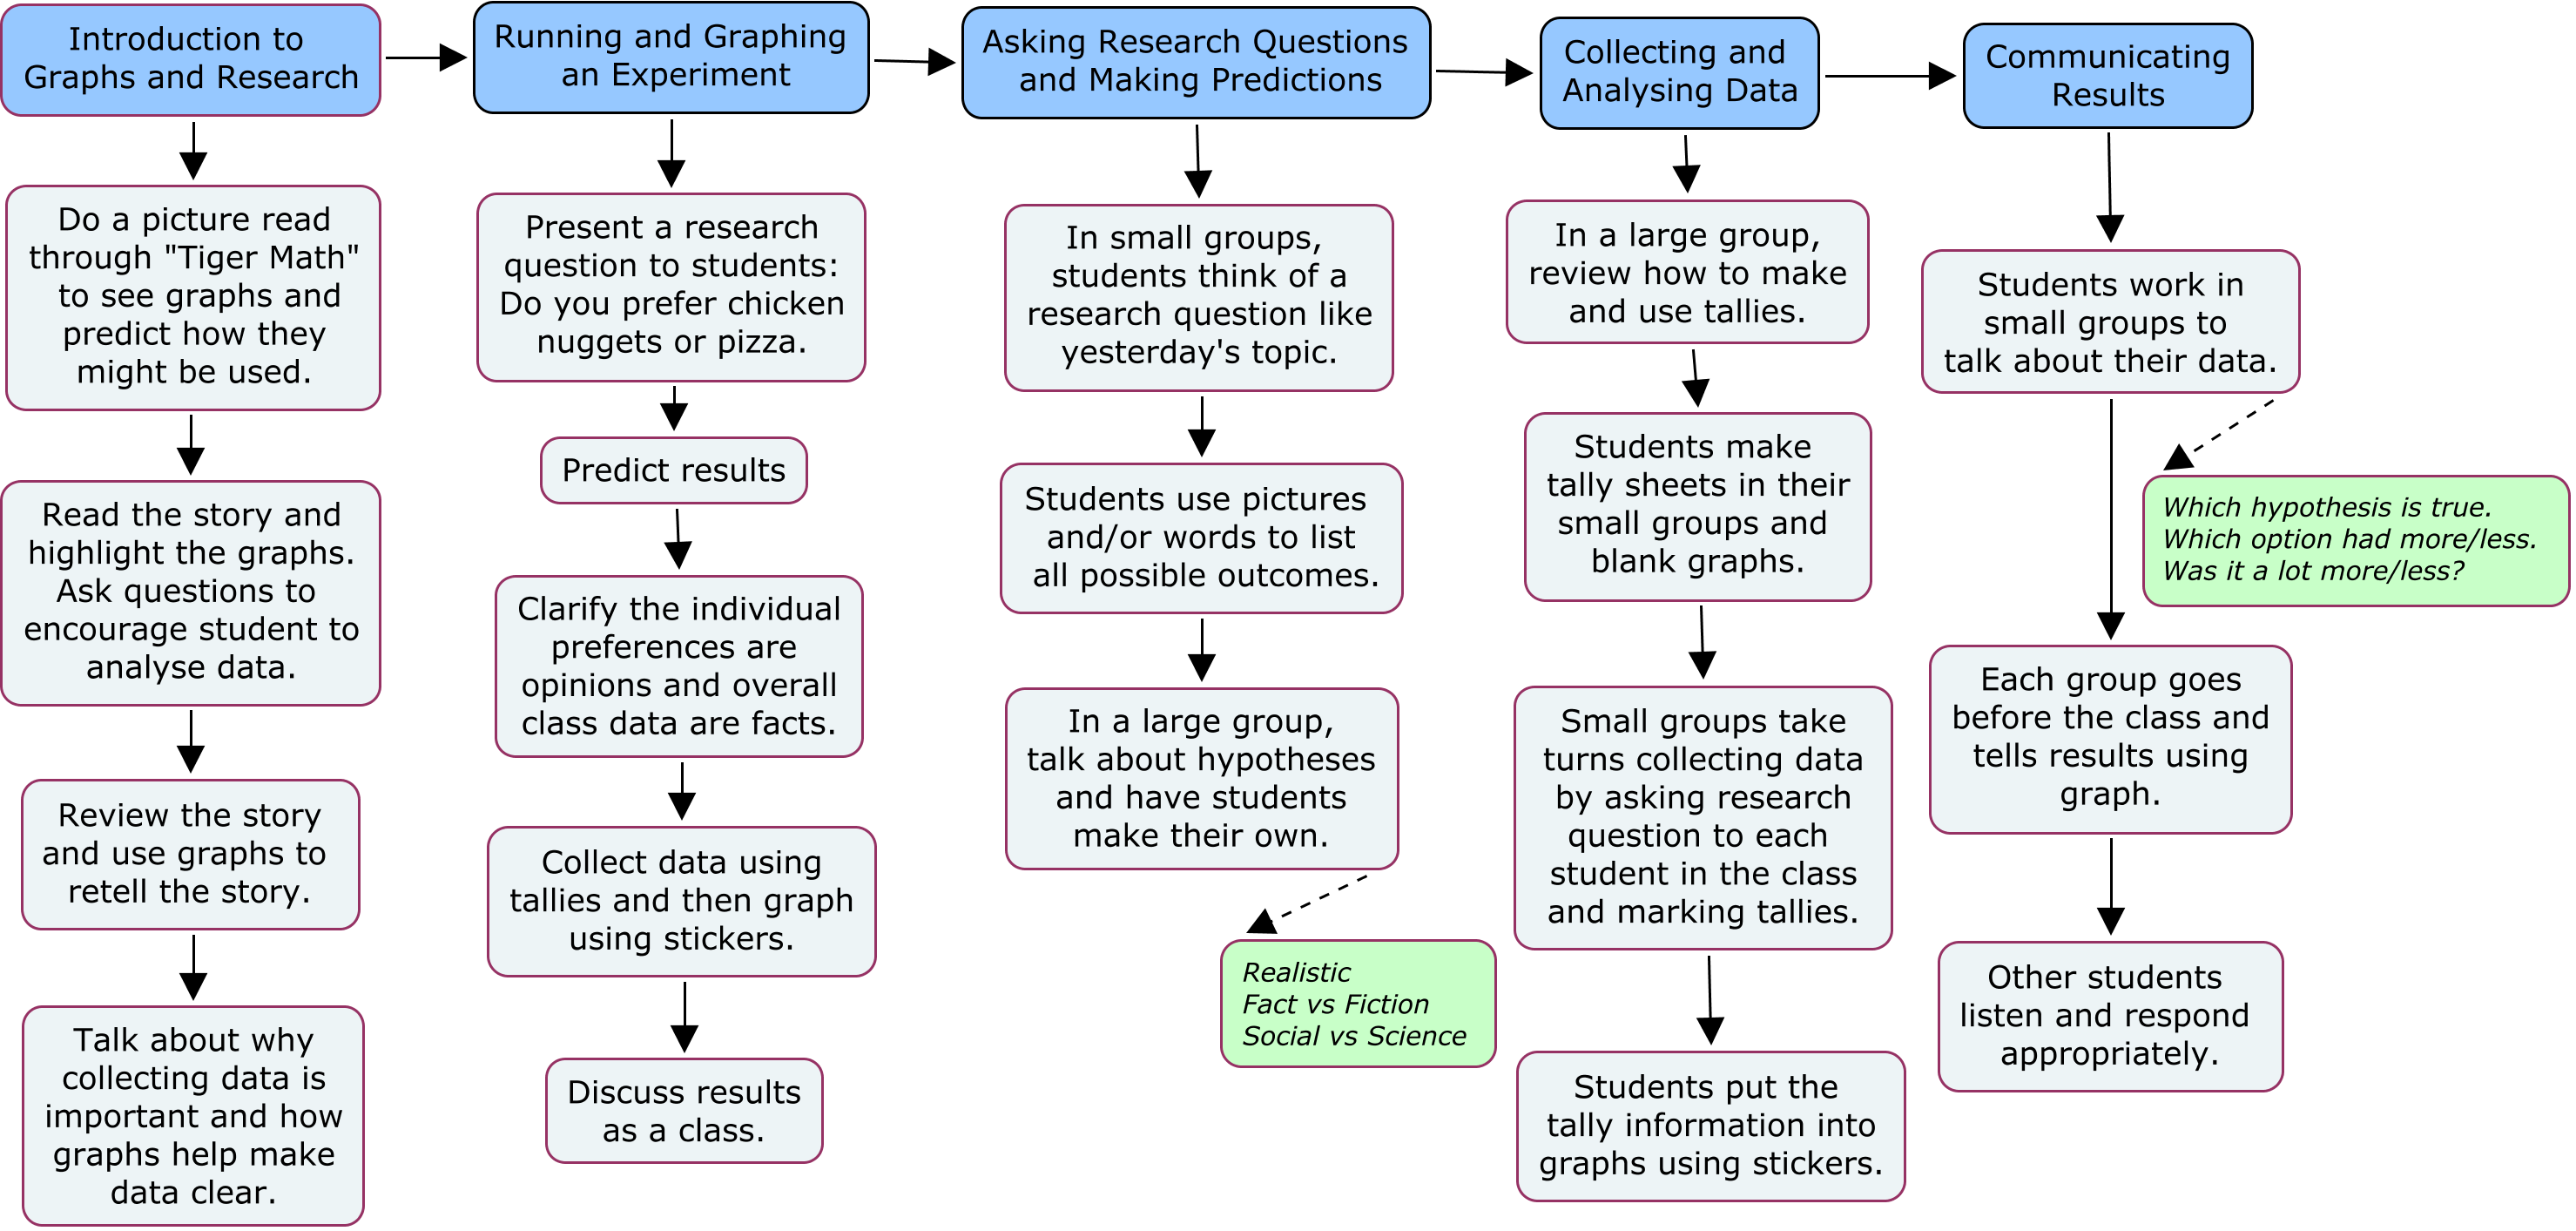 Introduction to
Graphs and Research
Do a picture read
through "Tiger Math"
to see graphs and
predict how they
might be used.
Read the story and
highlight the graphs.
Ask questions to
encourage student to
analyse data.
Review the story
and use graphs to
retell the story.
Talk about why
collecting data is
important and how
graphs help make
data clear.
Running and Graphing
an Experiment
Present a research
question to students:
Do you prefer chicken
nuggets or pizza.
Predict results
Clarify the individual
preferences are
opinions and overall
class data are facts.
Collect data using
tallies and then graph
using stickers.
Discuss results
as a class.
Asking Research Questions
and Making Predictions
In small groups,
students think of a
research question like
yesterday's topic.
Students use pictures
and/or words to list
all possible outcomes.
In a large group,
talk about hypotheses
and have students
make their own.
Realistic
Fact vs Fiction
Social vs Science
Collecting and
Analysing Data
In a large group,
review how to make
and use tallies.
Students make
tally sheets in their
small groups and
blank graphs.
Small groups take
turns collecting data
by asking research
question to each
student in the class
and marking tallies.
Students put the
tally information into
graphs using stickers.
Communicating
Results
Students work in
small groups to
talk about their data.
Which hypothesis is true.
Which option had more/less.
Was it a lot more/less?
Each group goes
before the class and
tells results using
graph.
Other students
listen and respond
appropriately.